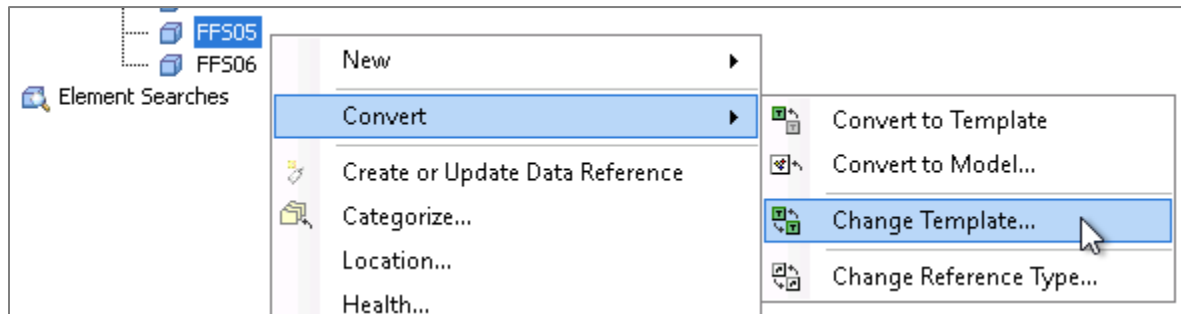 FFS05
FFS06
Element Searches
New
Convert
Create or Update Data Reference
Categorize...
Location...
Health...
Convert to Template
Convert to Model...
Change Template...
Change Reference Type...